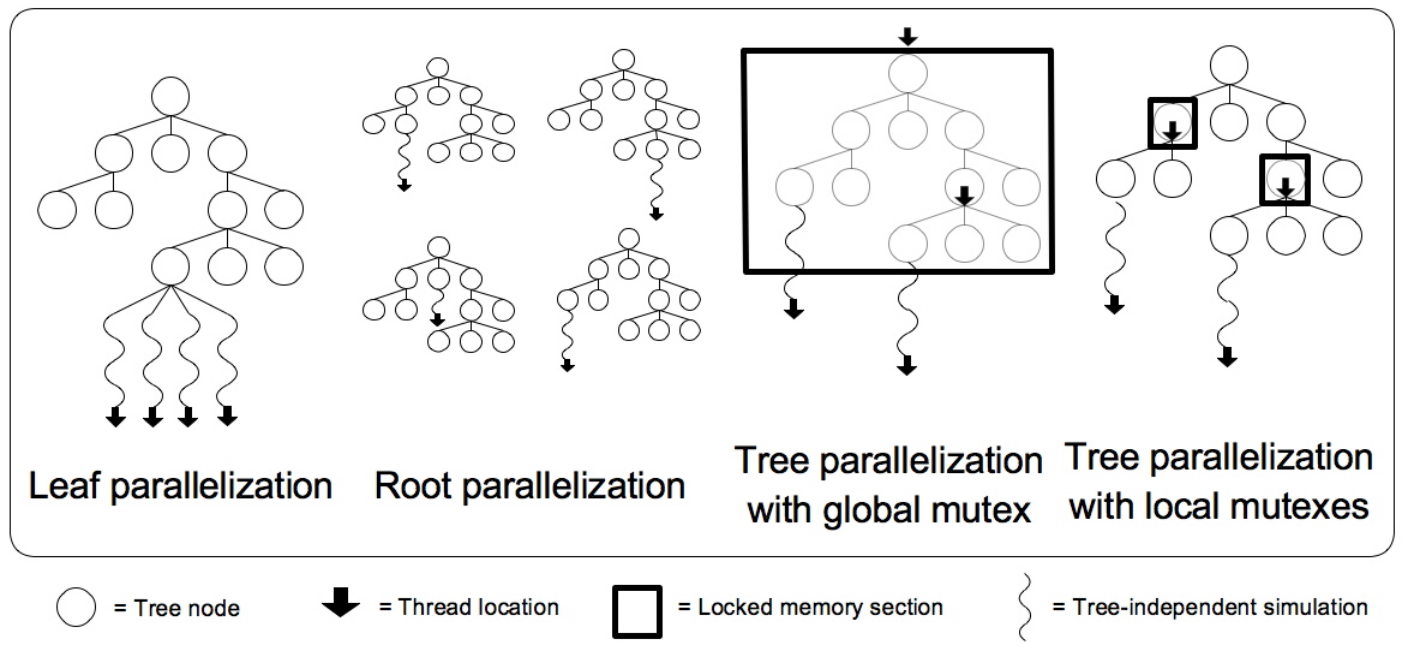 Leaf parallelization
Root parallelization
Tree parallelization
with global mutex
Tree parallelization
with local mutexes
= Tree node
= Thread location
= Locked memory section
= Tree-independent simulation